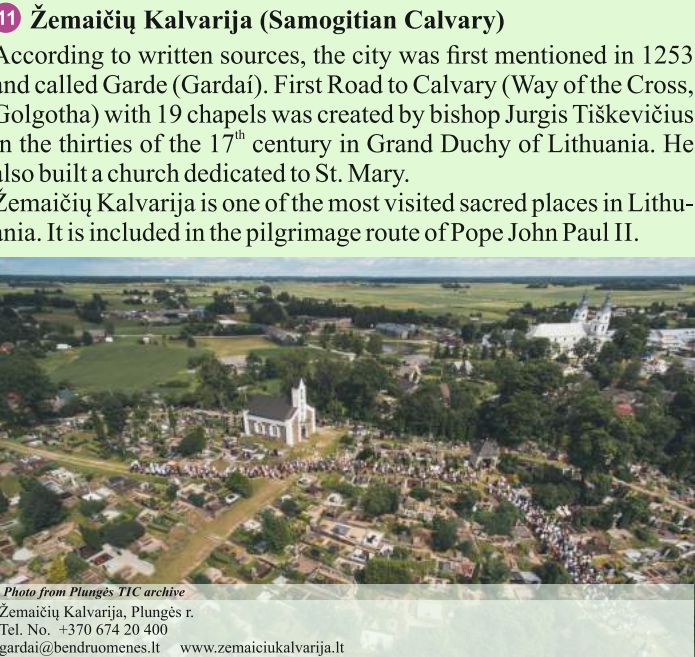 11 Žemaičių Kalvarija (Samogitian Calvary)
According to written sources, the city was first mentioned in 1253
and called Garde (Gardaí). First Road to Calvary (Way of the Cross,
Golgotha) with 19 chapels was created by bishop Jurgis Tiškevičius
in the thirties of the 17th century in Grand Duchy of Lithuania. He
also built a church dedicated to St. Mary.
Žemaičių Kalvarija is one of the most visited sacred places in Lithu-
ania. It is included in the pilgrimage route of Pope John Paul II.
Photo from Plungės TIC archive
Žemaičių Kalvarija, Plungės r.
Tel. No. +370 674 20 400
gardai@bendruomenes.lt www.zemaiciukalvarija.lt